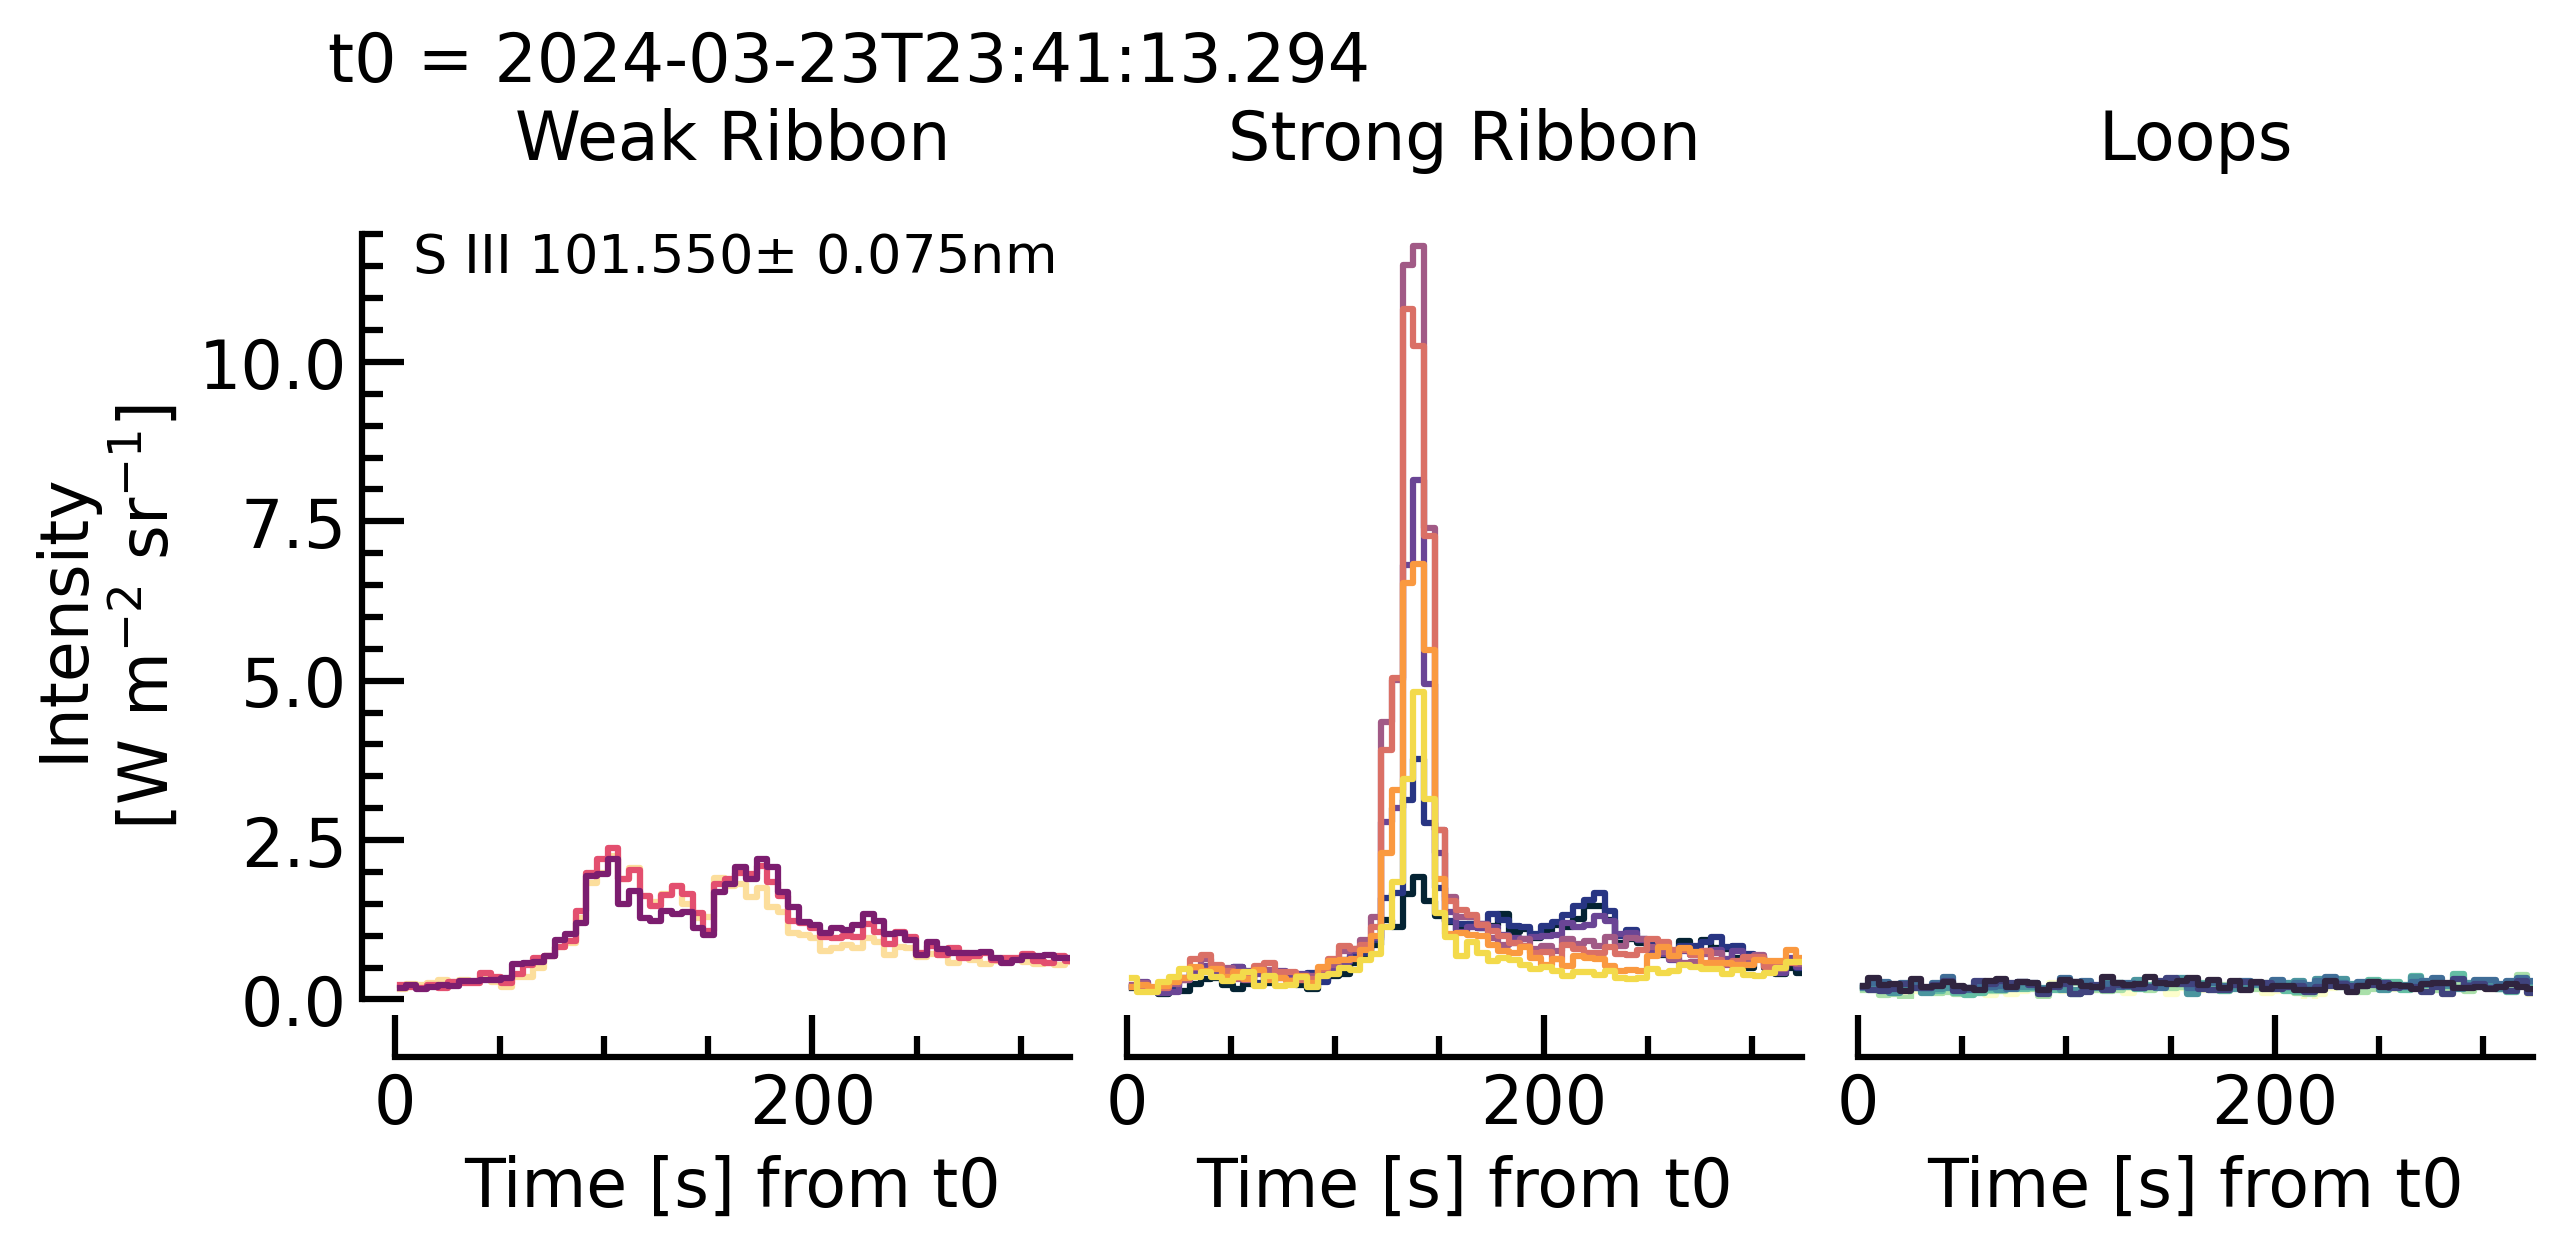 t0 = 2024-03-23T23:41:13.294
Weak Ribbon
Strong Ribbon
Loops
S III 101.550± 0.075nm
Intensity
[W m⁻² sr⁻¹]
10.0
7.5
5.0
2.5
0.0
0 200
0 200
0 200
Time [s] from t0
Time [s] from t0
Time [s] from t0